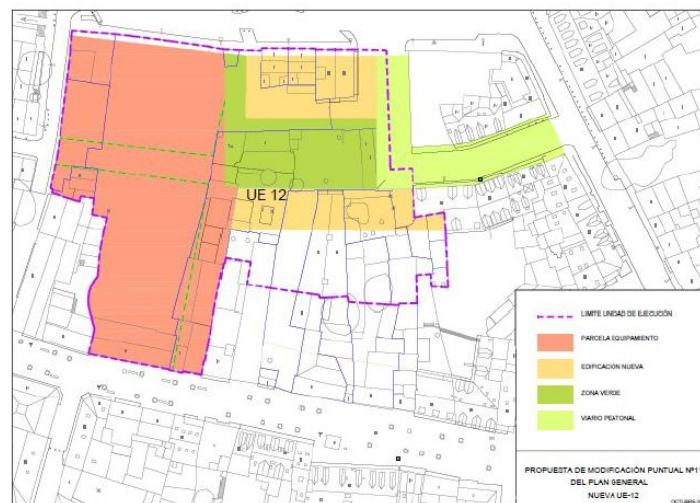 UE 12
LIMITE UNIDAD DE EJECUCIÓN
PARCELA EQUIPAMIENTO
EDIFICACIÓN NUEVA
ZONA VERDE
VIARIO PEATONAL
PROPUESTA DE MODIFICACIÓN PUNTUAL Nº1
DEL PLAN GENERAL
NUEVA UE-12